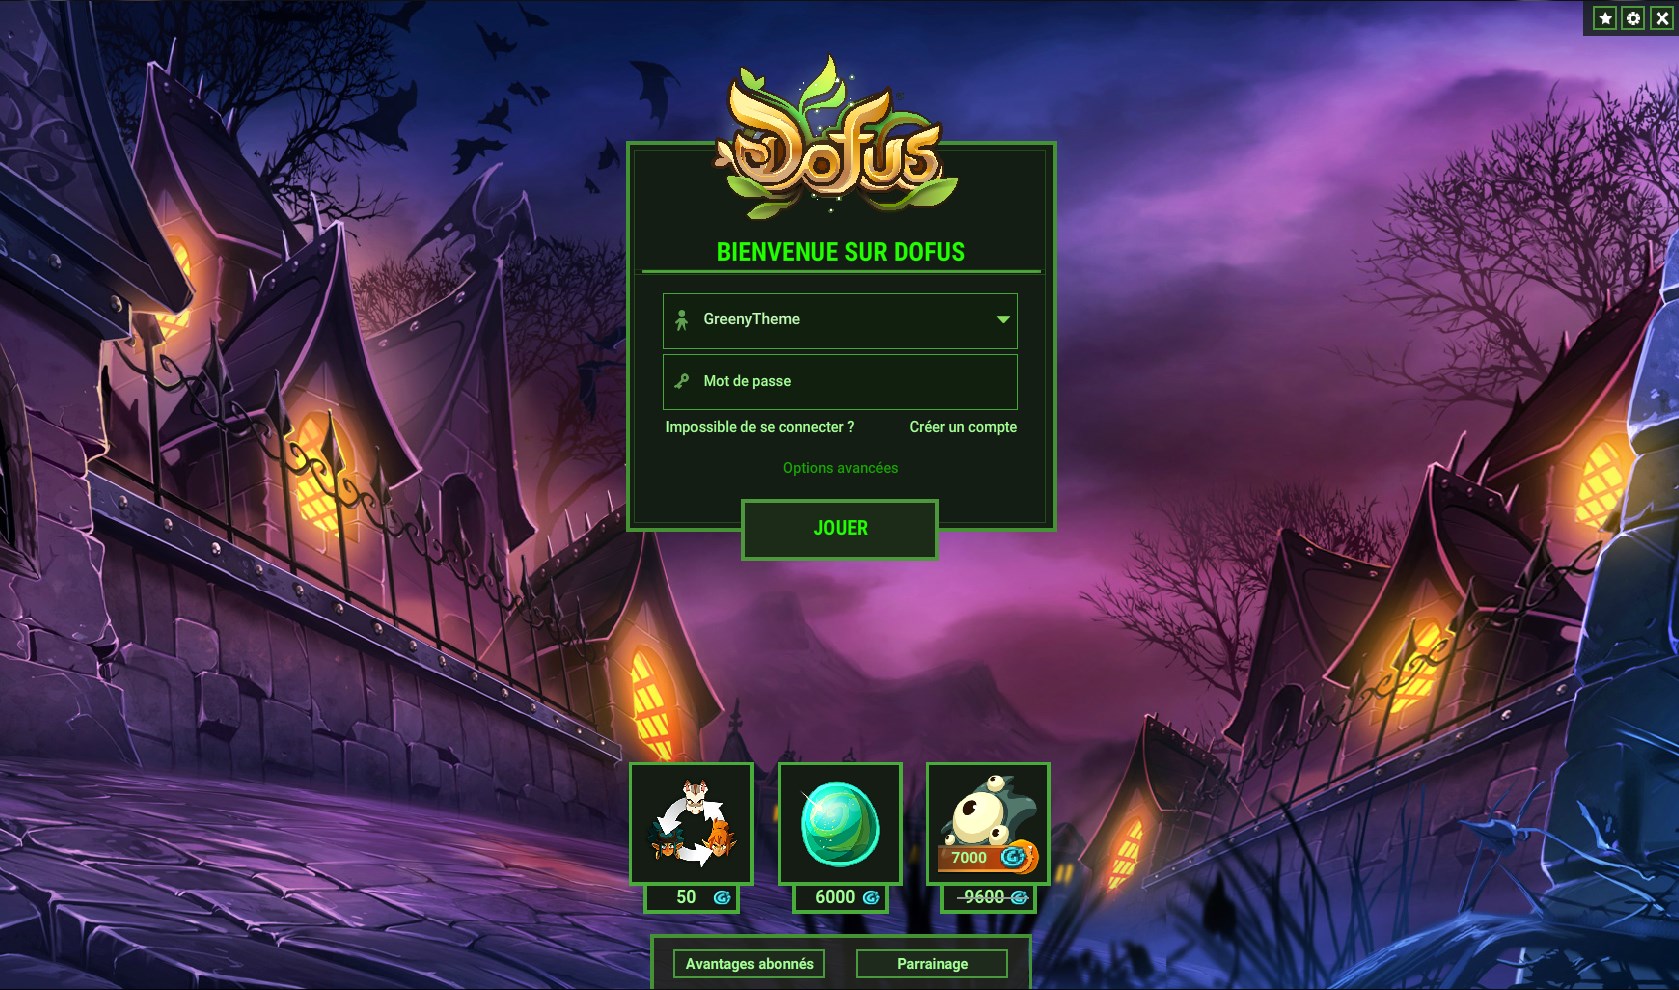 Dofus
BIENVENUE SUR DOFUS
GreenyTheme
Mot de passe
Impossible de se connecter ? Créer un compte
Options avancées
JOUER
7000
50 6000 9600
Avantages abonnés Parrainage